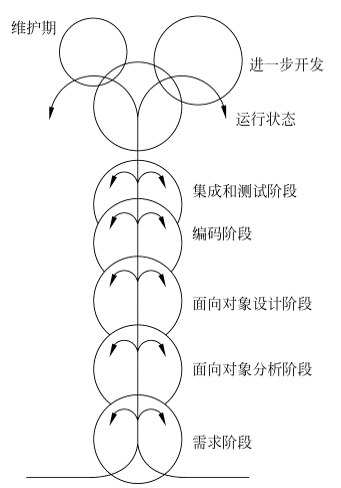 维护期
进一步开发
运行状态
集成和测试阶段
编码阶段
面向对象设计阶段
面向对象分析阶段
需求阶段